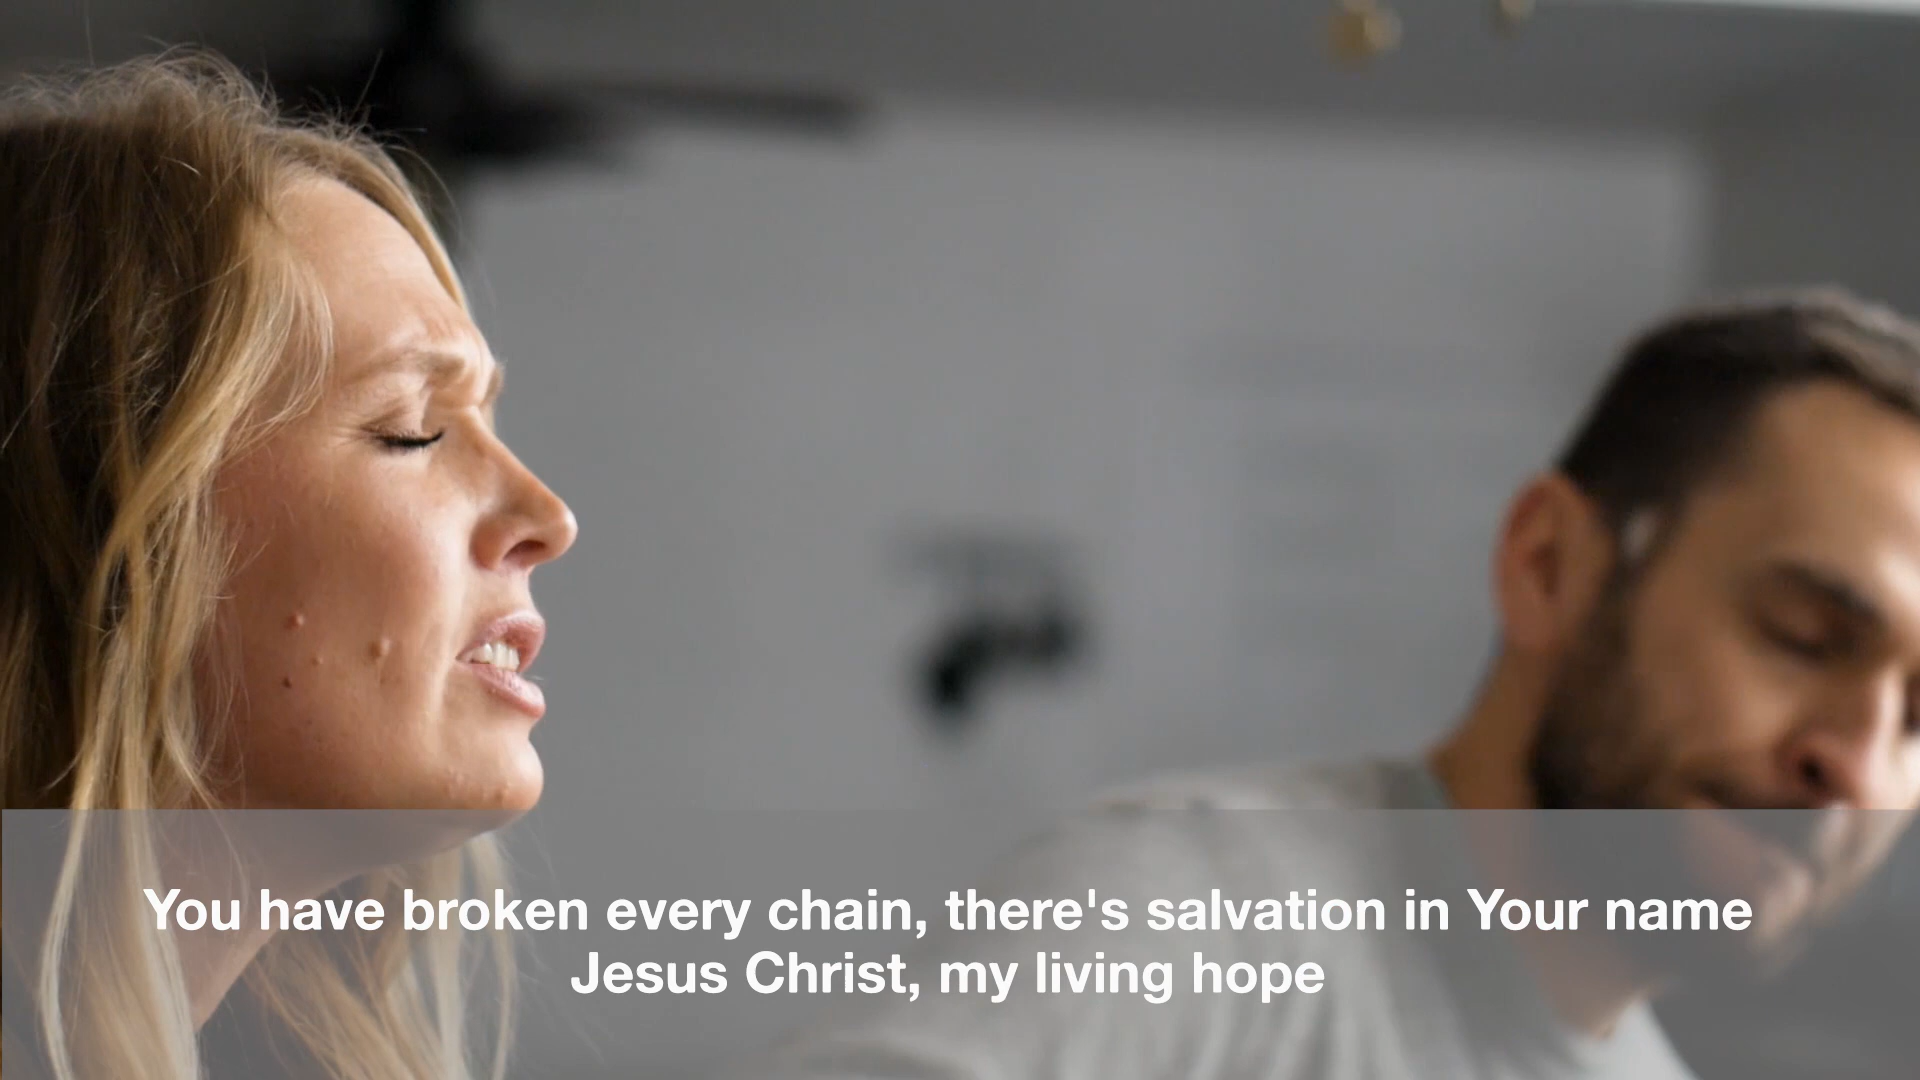 You have broken every chain, there's salvation in Your name
Jesus Christ, my living hope